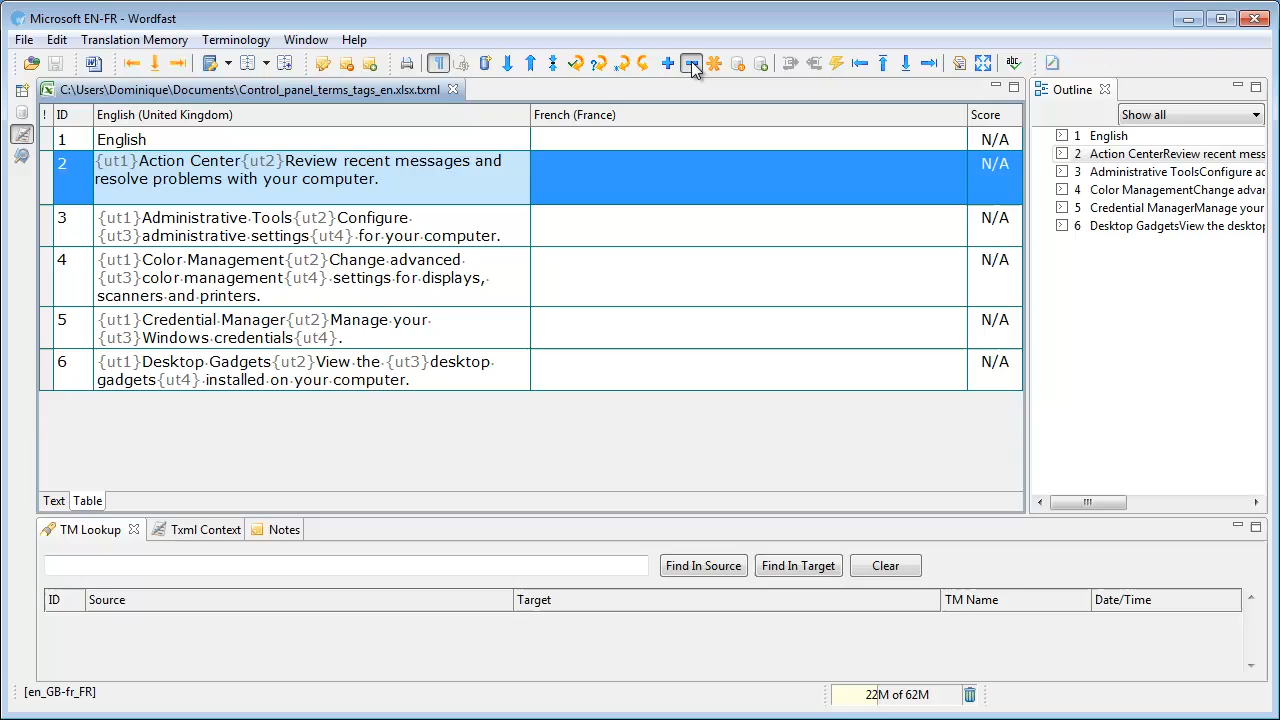 Microsoft EN-FR - Wordfast
File Edit Translation Memory Terminology Window Help
C:\Users\Dominique\Documents\Control_panel_terms_tags_en.xlsx.txml
Outline
! ID English (United Kingdom) French (France) Score
Show all
1 English N/A
{ut1}Action Center{ut2}Review recent messages and
2 N/A
resolve problems with your computer.
{ut1}Administrative·Tools{ut2}Configure·
3 N/A
{ut3}administrative·settings{ut4}·for·your·computer.
{ut1}Color·Management{ut2}Change·advanced·
4 N/A
{ut3}color·management{ut4}·settings·for·displays,·
scanners·and·printers.
{ut1}Credential·Manager{ut2}Manage·your·
5 N/A
{ut3}Windows·credentials{ut4}.
{ut1}Desktop·Gadgets{ut2}View·the·{ut3}desktop·
6 N/A
gadgets{ut4}·installed·on·your·computer.
1 English
2 Action CenterReview recent mess
3 Administrative ToolsConfigure ad
4 Color ManagementChange advan
5 Credential ManagerManage your
6 Desktop GadgetsView the desktop
Text Table
TM Lookup Txml Context Notes
Find In Source Find In Target Clear
ID Source Target TM Name Date/Time
[en_GB-fr_FR]
22M of 62M